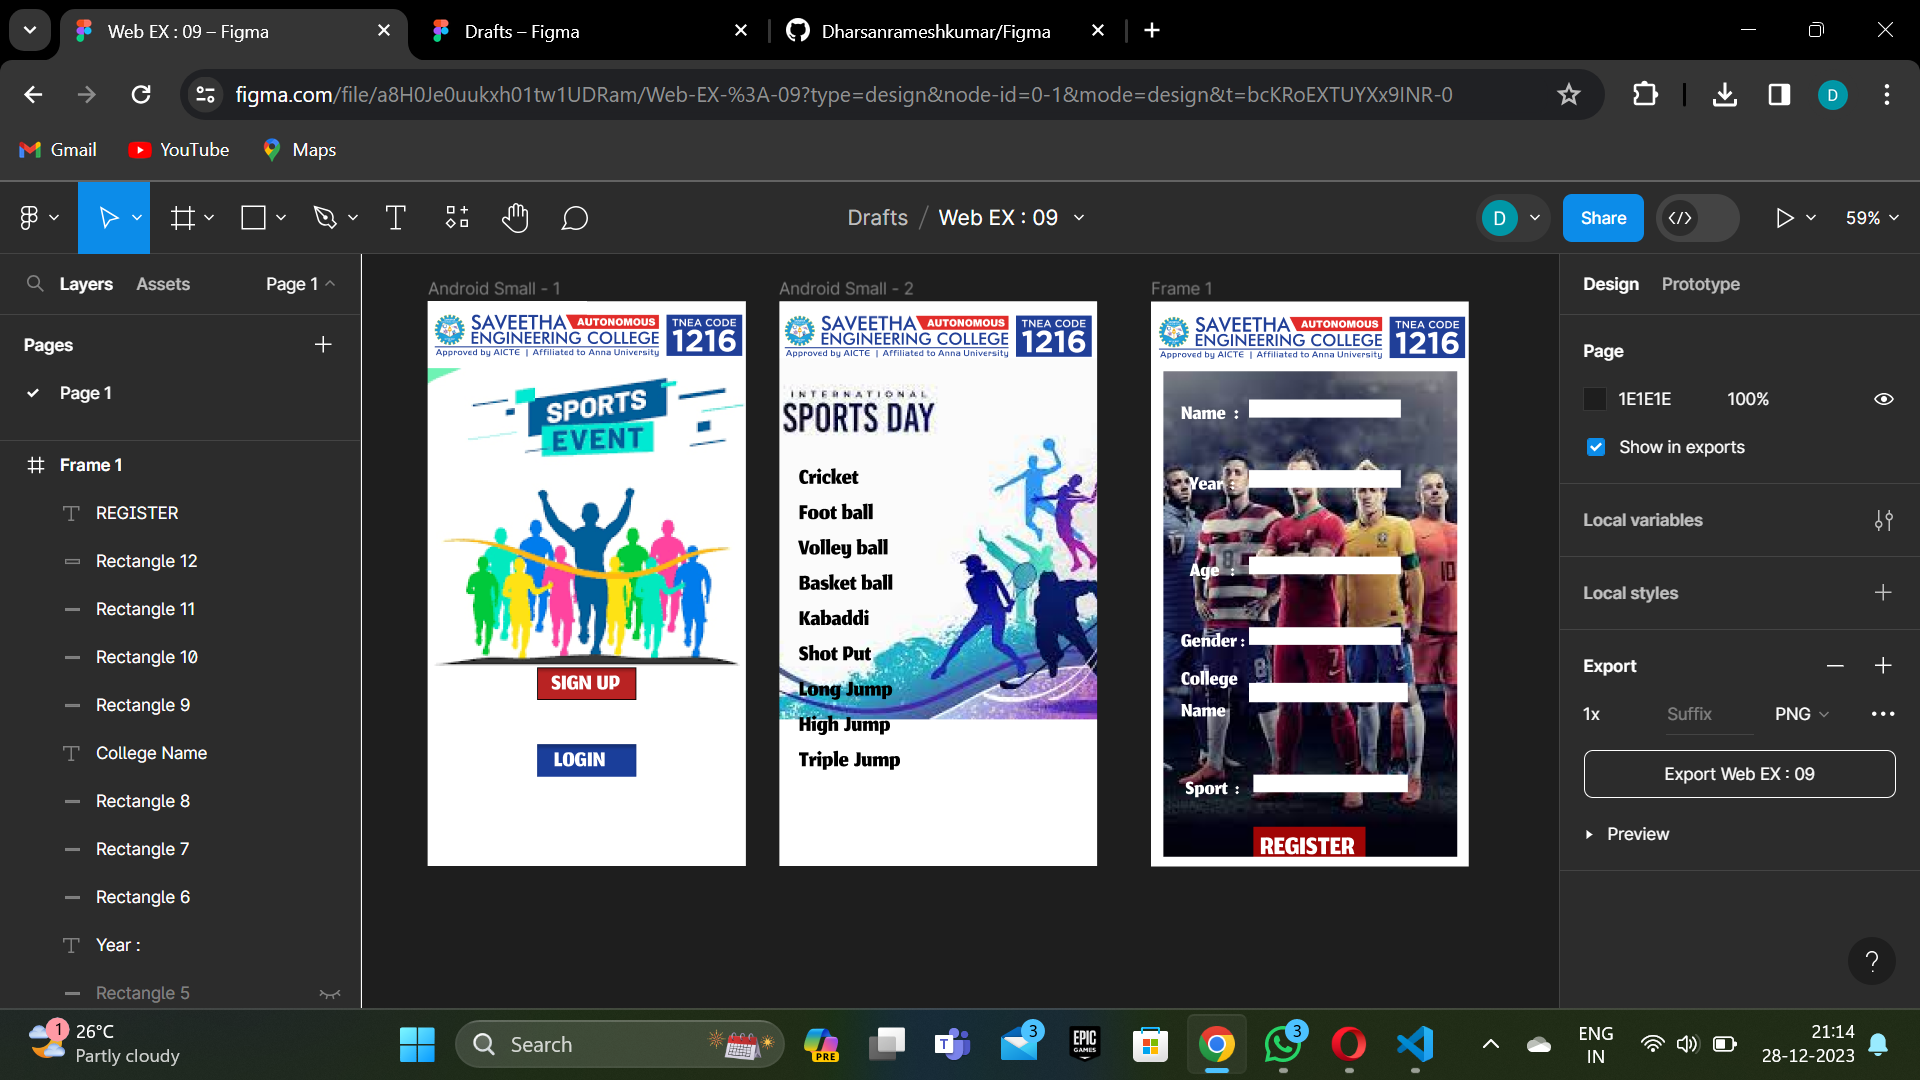 Web EX : 09 – Figma
Drafts – Figma
Dharsanrameshkumar/Figma
figma.com/file/a8H0Je0uukxh01tw1UDRam/Web-EX-%3A-09?type=design&node-id=0-1&mode=design&t=bcKRoEXTUYXx9INR-0
D
Gmail
YouTube
Maps
Drafts / Web EX : 09
D
Share
59%
Layers
Assets
Page 1
Pages
Page 1
Frame 1
REGISTER
Rectangle 12
Rectangle 11
Rectangle 10
Rectangle 9
College Name
Rectangle 8
Rectangle 7
Rectangle 6
Year :
Rectangle 5
Android Small - 1
SAVEETHA AUTONOMOUS
ENGINEERING COLLEGE
Approved by AICTE | Affiliated to Anna University
TNEA CODE
1216
SPORTS
EVENT
SIGN UP
LOGIN
Android Small - 2
SAVEETHA AUTONOMOUS
ENGINEERING COLLEGE
Approved by AICTE | Affiliated to Anna University
TNEA CODE
1216
INTERNATIONAL
SPORTS DAY
Cricket
Foot ball
Volley ball
Basket ball
Kabaddi
Shot Put
Long Jump
High Jump
Triple Jump
Frame 1
SAVEETHA AUTONOMOUS
ENGINEERING COLLEGE
Approved by AICTE | Affiliated to Anna University
TNEA CODE
1216
Name :
Year :
Age :
Gender :
College
Name
Sport :
REGISTER
Design
Prototype
Page
1E1E1E
100%
Show in exports
Local variables
Local styles
Export
1x
Suffix
PNG
Export Web EX : 09
Preview
?
1
26°C
Partly cloudy
Search
PRE
T
3
EPIC
GAMES
3
ENG
IN
21:14
28-12-2023